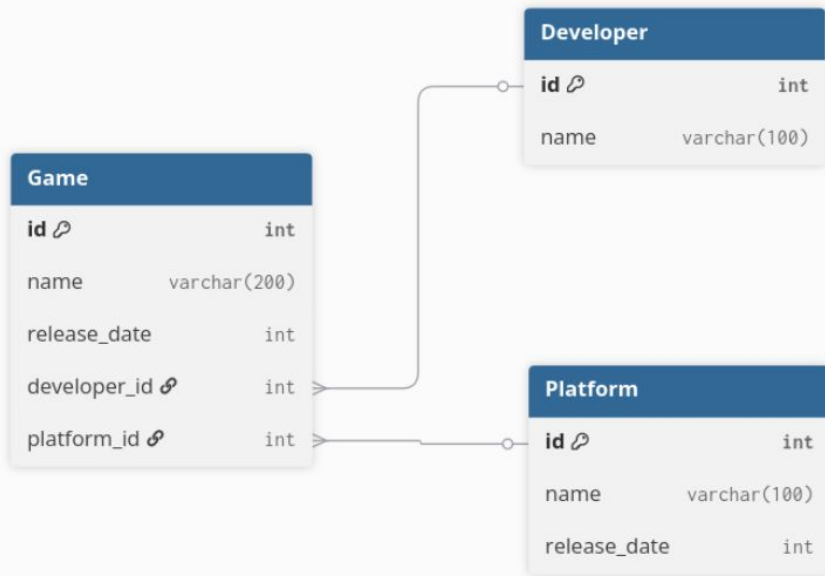 Developer
id int
name varchar(100)
Game
id int
name varchar(200)
release_date int
developer_id int
platform_id int
Platform
id int
name varchar(100)
release_date int